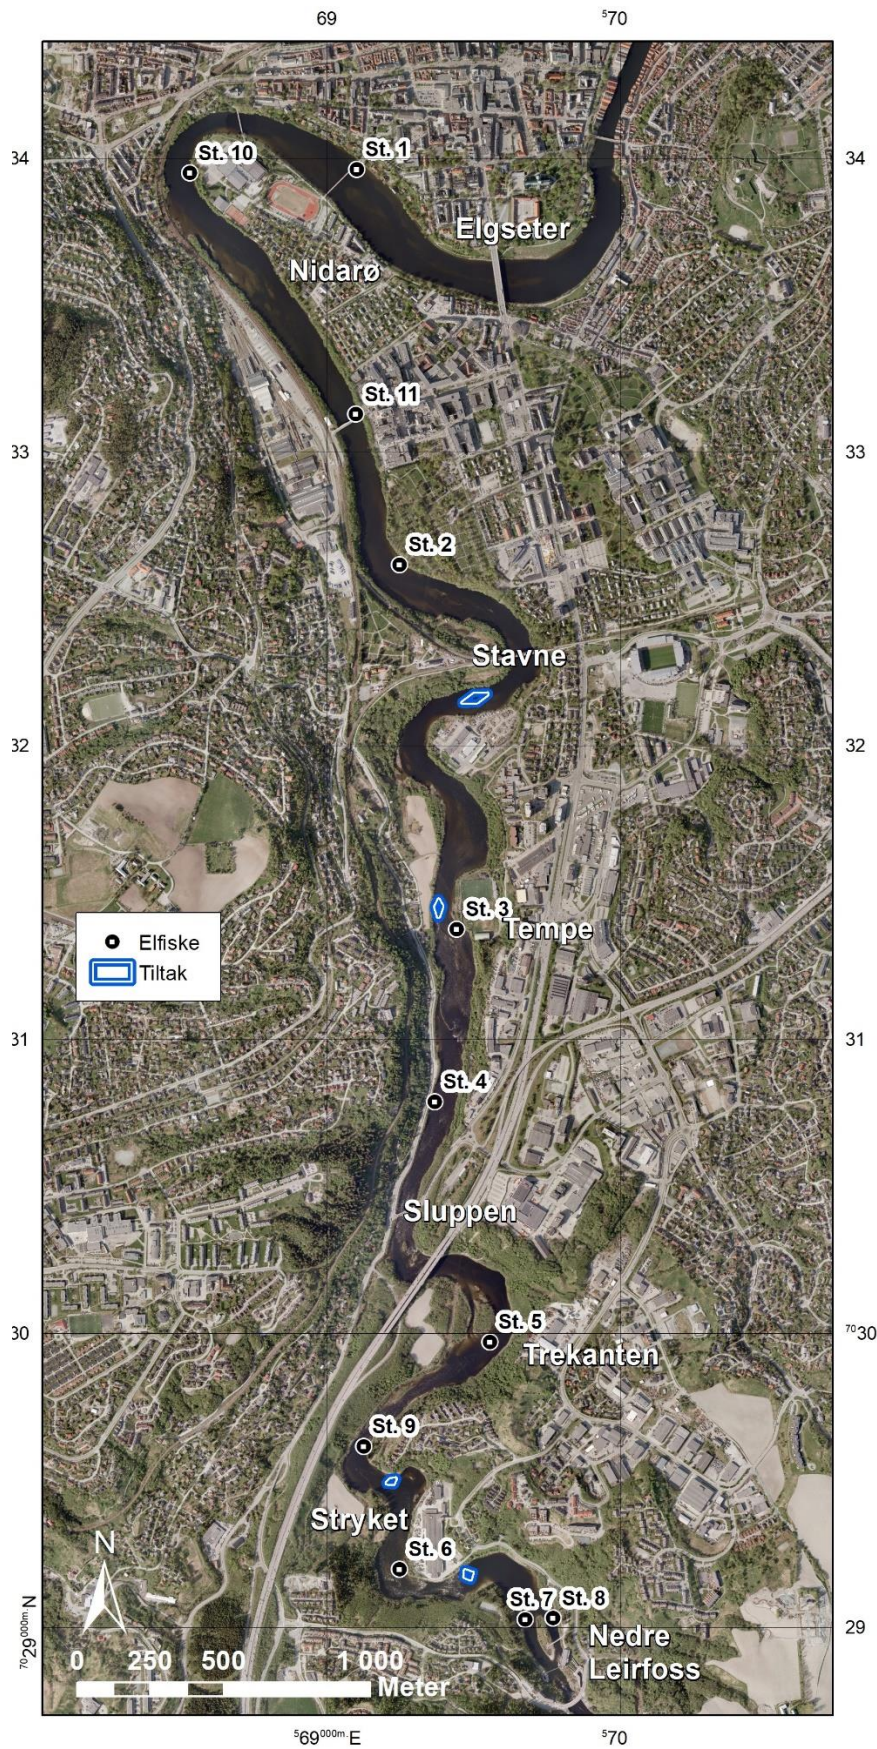 69 ⁵70
34 34
St. 10 St. 1
Elgseter
Nidarø
St. 11
33 33
St. 2
Stavne
32 32
St. 3
Tempe
Elfiske
Tiltak
31 31
St. 4
Sluppen
30 ⁷⁰30
St. 5
Trekanten
St. 9
Stryket
St. 6
N
St. 7 St. 8
⁷⁰29⁰⁰⁰ᵐ·N 29
Nedre
Leirfoss
0 250 500 1 000
Meter
⁵69⁰⁰⁰ᵐ·E ⁵70